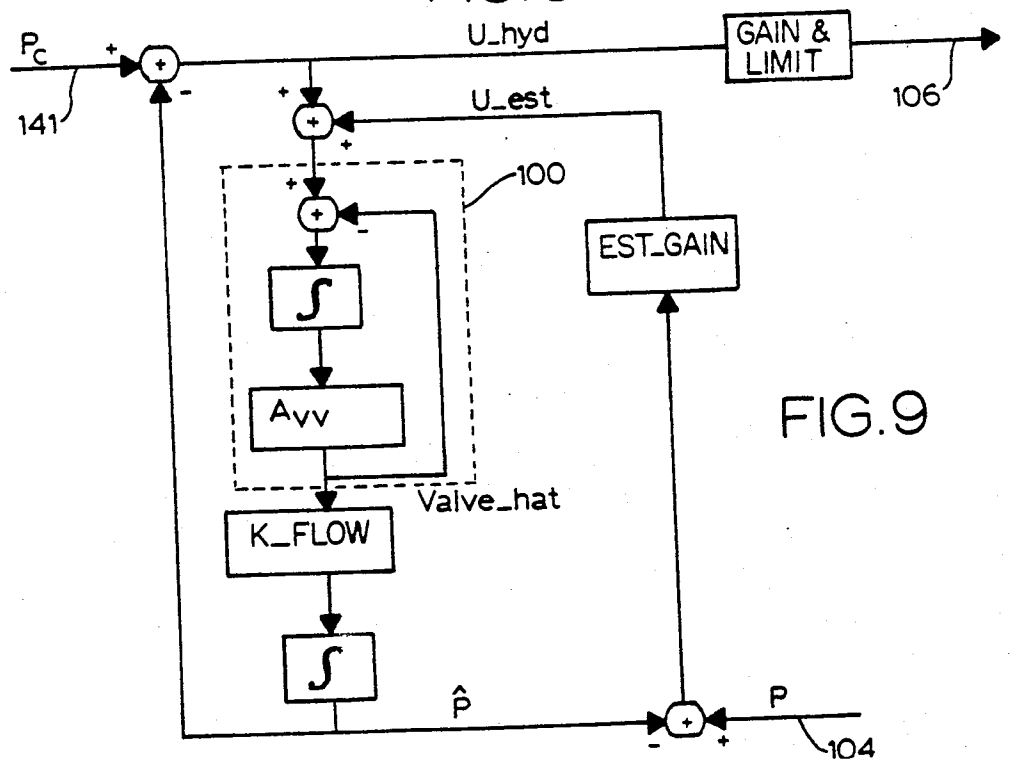 P_C
+
+
-
141
U_hyd
GAIN &
LIMIT
106
+
+
+
U_est
100
+
+
-
∫
A_VV
EST_GAIN
FIG.9
Valve_hat
K_FLOW
∫
P̂
P
-
+
+
104